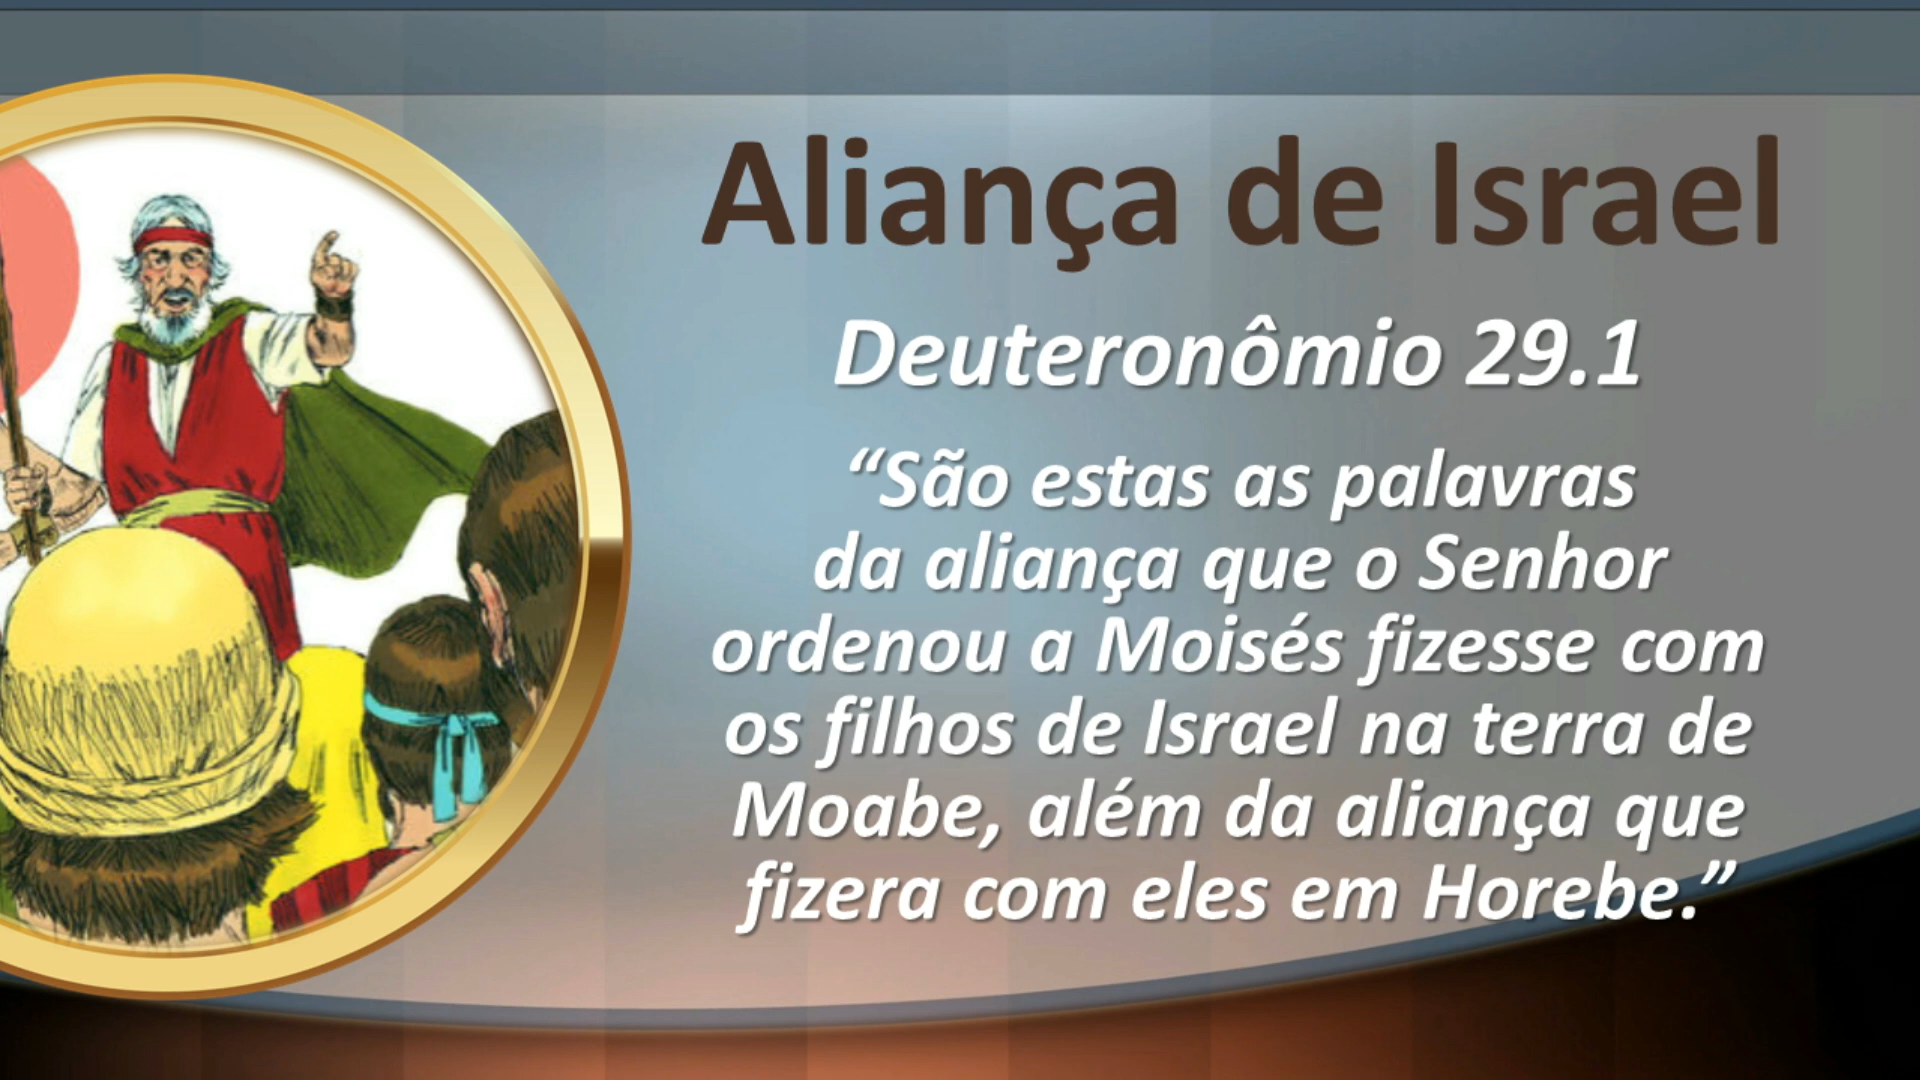 Aliança de Israel
Deuteronômio 29.1
“São estas as palavras
da aliança que o Senhor
ordenou a Moisés fizesse com
os filhos de Israel na terra de
Moabe, além da aliança que
fizera com eles em Horebe.”